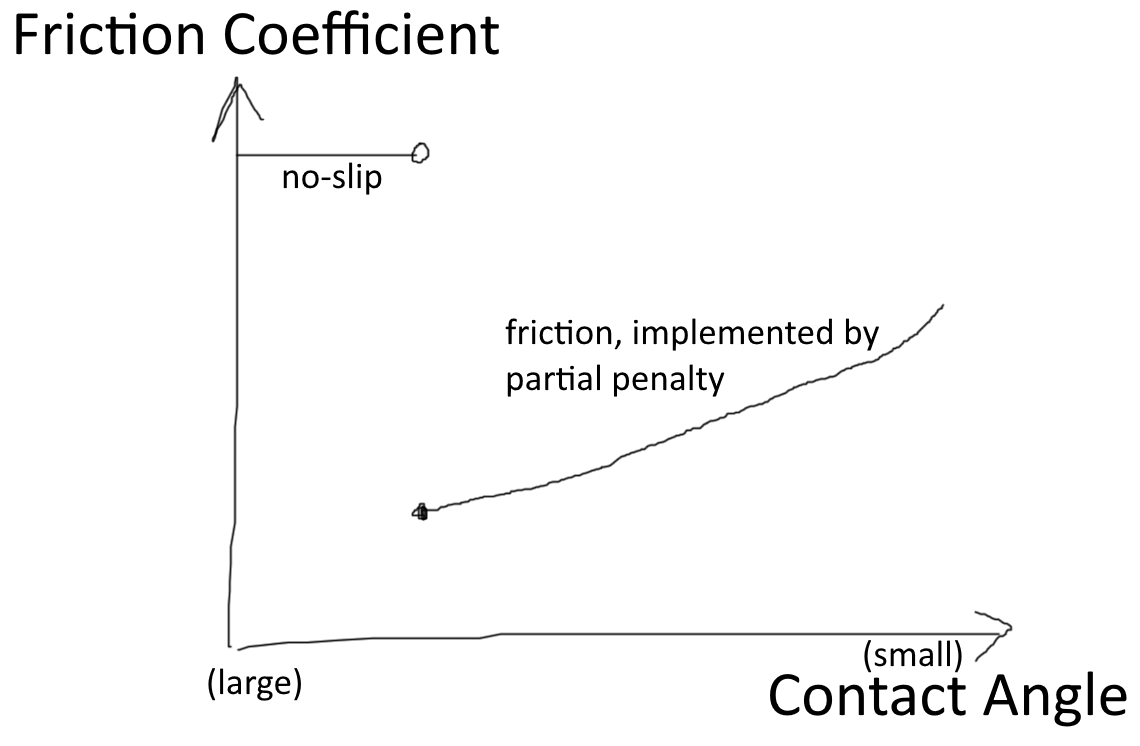 Friction Coefficient
no-slip
friction, implemented by
partial penalty
(small)
(large)
Contact Angle